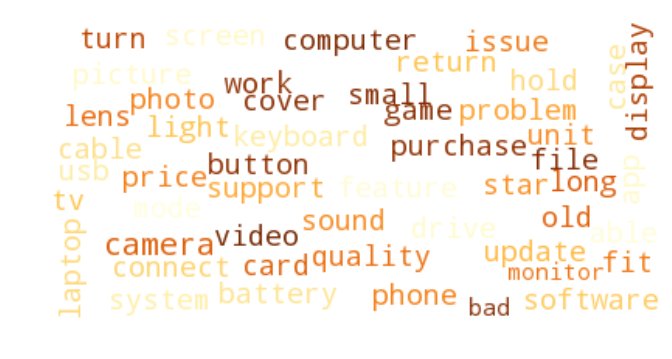 turn screen computer issue display
picture return case
work hold
photo cover small
lens light game problem
cable keyboard purchase unit
usb button file app
price support feature star long
tv mode sound drive old able
laptop camera video
connect card quality update fit
monitor
system battery phone bad software